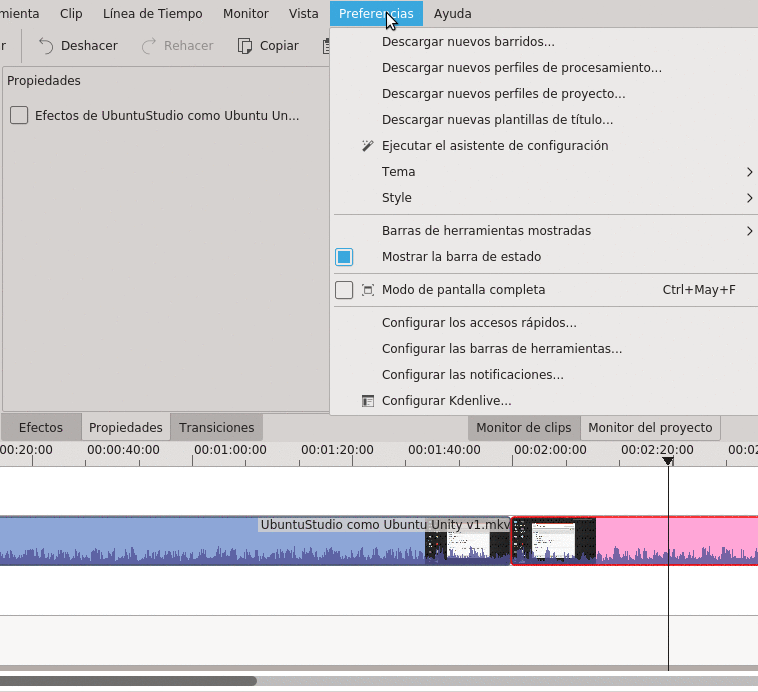 mienta Clip Línea de Tiempo Monitor Vista Preferencias Ayuda
r Deshacer Rehacer Copiar
Propiedades
Efectos de UbuntuStudio como Ubuntu Un...
Descargar nuevos barridos...
Descargar nuevos perfiles de procesamiento...
Descargar nuevos perfiles de proyecto...
Descargar nuevas plantillas de título...
Ejecutar el asistente de configuración
Tema
Style
Barras de herramientas mostradas
Mostrar la barra de estado
Modo de pantalla completa Ctrl+May+F
Configurar los accesos rápidos...
Configurar las barras de herramientas...
Configurar las notificaciones...
Configurar Kdenlive...
Efectos Propiedades Transiciones Monitor de clips Monitor del proyecto
00:20:00 00:00:40:00 00:01:00:00 00:01:20:00 00:01:40:00 00:02:00:00 00:02:20:00 00:02
UbuntuStudio como Ubuntu Unity v1.mkv